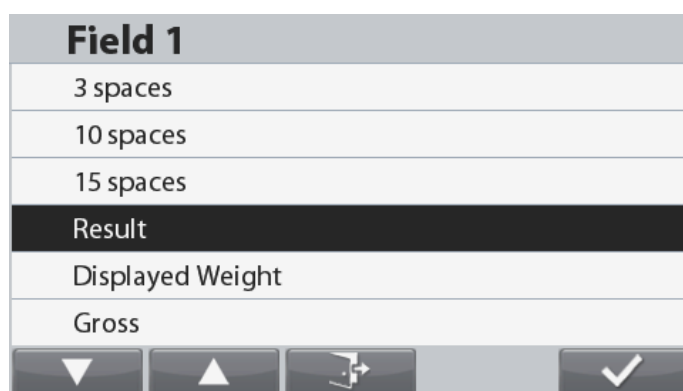 Field 1
3 spaces
10 spaces
15 spaces
Result
Displayed Weight
Gross